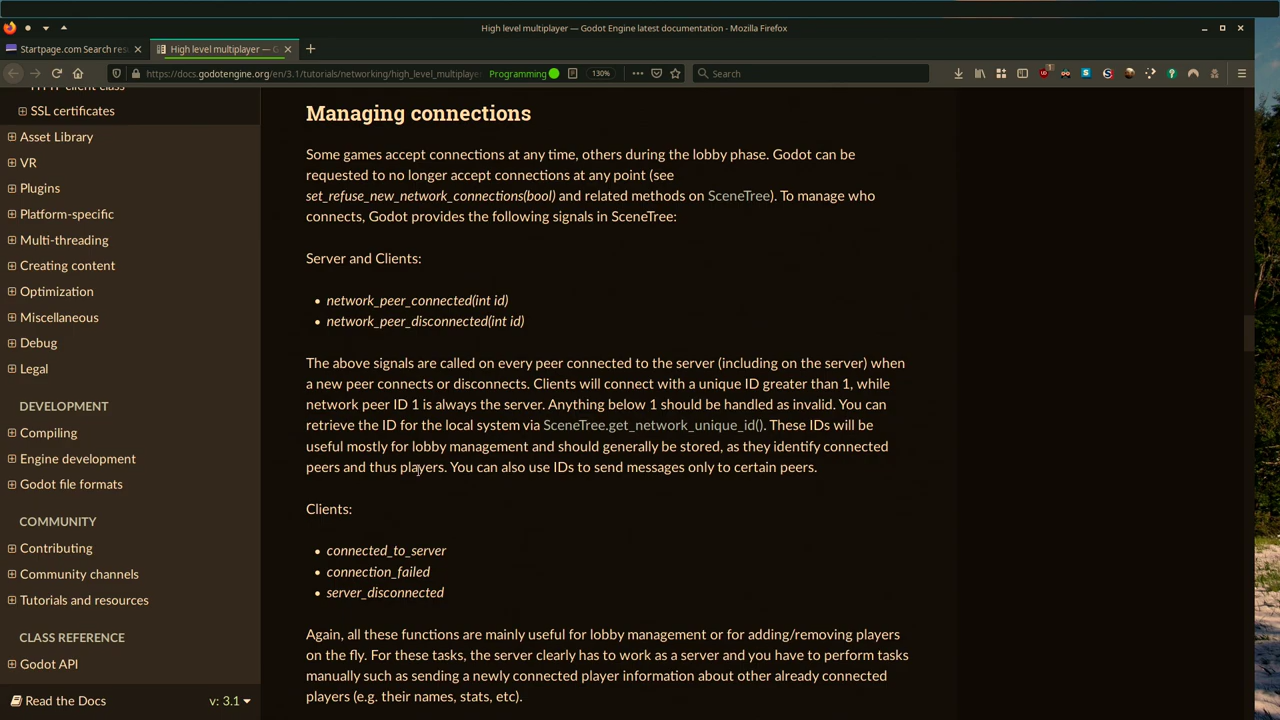 High level multiplayer — Godot Engine latest documentation - Mozilla Firefox
Startpage.com Search res
High level multiplayer — G
https://docs.godotengine.org/en/3.1/tutorials/networking/high_level_multiplaye
Programming
130%
Search
1
HTTP client class
SSL certificates
Asset Library
VR
Plugins
Platform-specific
Multi-threading
Creating content
Optimization
Miscellaneous
Debug
Legal
DEVELOPMENT
Compiling
Engine development
Godot file formats
COMMUNITY
Contributing
Community channels
Tutorials and resources
CLASS REFERENCE
Godot API
Read the Docs
v: 3.1
Managing connections
Some games accept connections at any time, others during the lobby phase. Godot can be
requested to no longer accept connections at any point (see
set_refuse_new_network_connections(bool) and related methods on SceneTree). To manage who
connects, Godot provides the following signals in SceneTree:
Server and Clients:
• network_peer_connected(int id)
• network_peer_disconnected(int id)
The above signals are called on every peer connected to the server (including on the server) when
a new peer connects or disconnects. Clients will connect with a unique ID greater than 1, while
network peer ID 1 is always the server. Anything below 1 should be handled as invalid. You can
retrieve the ID for the local system via SceneTree.get_network_unique_id(). These IDs will be
useful mostly for lobby management and should generally be stored, as they identify connected
peers and thus players. You can also use IDs to send messages only to certain peers.
Clients:
• connected_to_server
• connection_failed
• server_disconnected
Again, all these functions are mainly useful for lobby management or for adding/removing players
on the fly. For these tasks, the server clearly has to work as a server and you have to perform tasks
manually such as sending a newly connected player information about other already connected
players (e.g. their names, stats, etc).